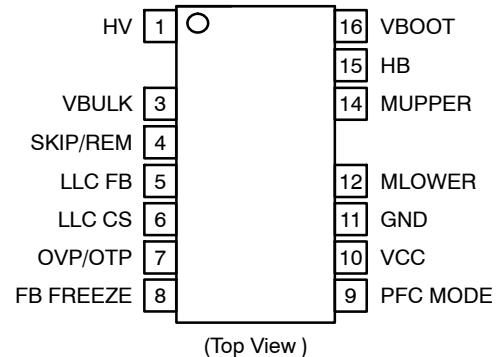 HV 1 16 VBOOT
15 HB
VBULK 3 14 MUPPER
SKIP/REM 4
LLC FB 5 12 MLOWER
LLC CS 6 11 GND
OVP/OTP 7 10 VCC
FB FREEZE 8 9 PFC MODE
(Top View )